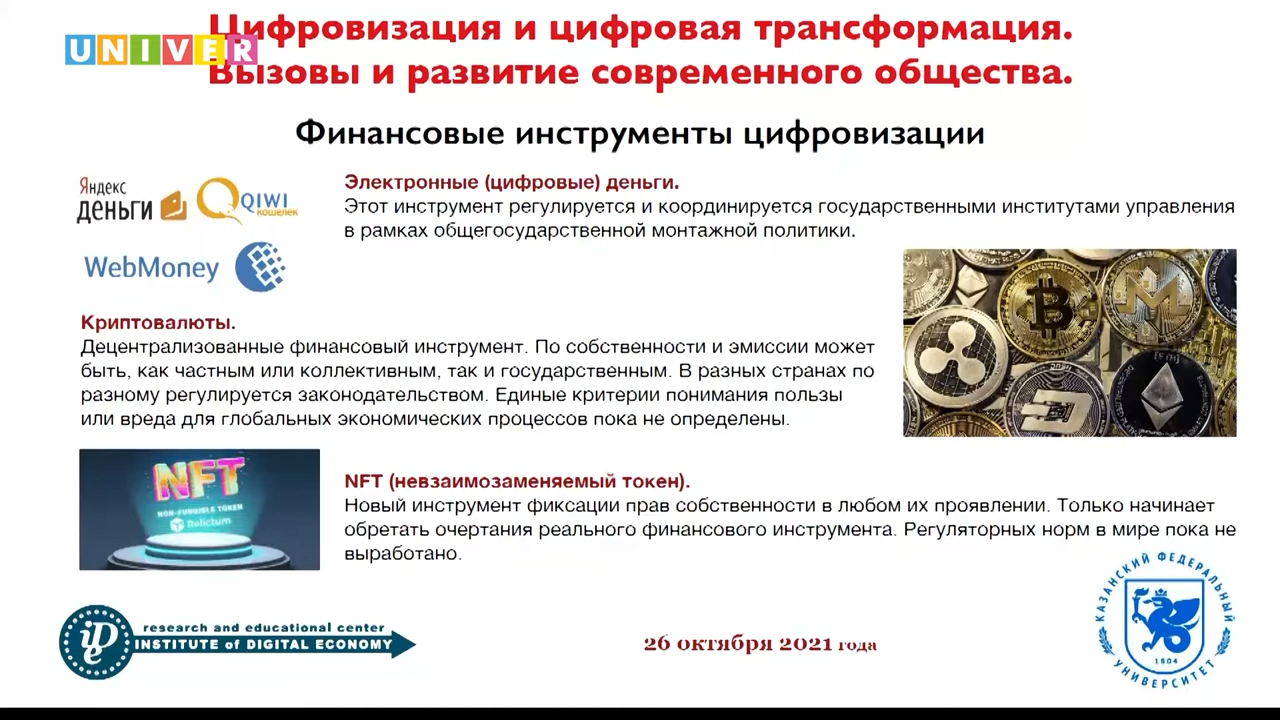 Цифровизация и цифровая трансформация.
UNIVER
Вызовы и развитие современного общества.
Финансовые инструменты цифровизации
Яндекс
деньги
QIWI
кошелек
WebMoney
Электронные (цифровые) деньги.
Этот инструмент регулируется и координируется государственными институтами управления
в рамках общегосударственной монтажной политики.
Криптовалюты.
Децентрализованные финансовый инструмент. По собственности и эмиссии может
быть, как частным или коллективным, так и государственным. В разных странах по
разному регулируется законодательством. Единые критерии понимания пользы
или вреда для глобальных экономических процессов пока не определены.
NFT
NON-FUNGIBLE TOKEN
NFT (невзаимозаменяемый токен).
Новый инструмент фиксации прав собственности в любом их проявлении. Только начинает
обретать очертания реального финансового инструмента. Регуляторных норм в мире пока не
выработано.
ide
research and educational center
INSTITUTE of DIGITAL ECONOMY
26 октября 2021 года
КАЗАНСКИЙ ФЕДЕРАЛЬНЫЙ
1804
УНИВЕРСИТЕТ